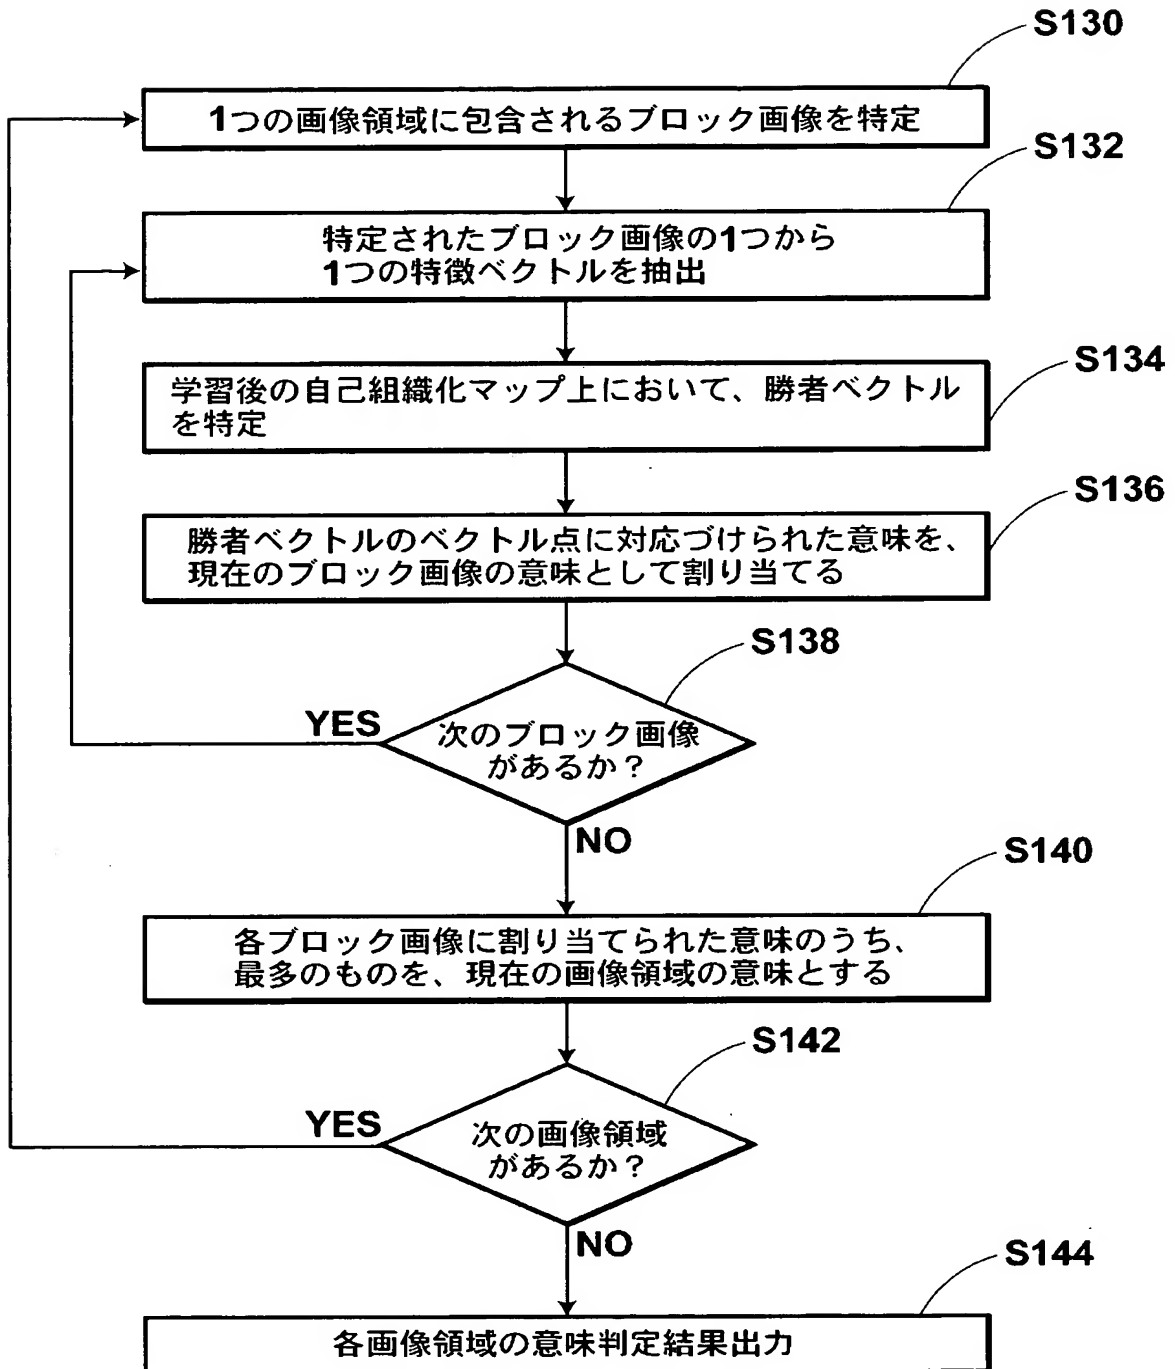 S130
1つの画像領域に包含されるブロック画像を特定
S132
特定されたブロック画像の1つから
1つの特徴ベクトルを抽出
S134
学習後の自己組織化マップ上において、勝者ベクトル
を特定
S136
勝者ベクトルのベクトル点に対応づけられた意味を、
現在のブロック画像の意味として割り当てる
S138
次のブロック画像
があるか？
YES
NO
S140
各ブロック画像に割り当てられた意味のうち、
最多のものを、現在の画像領域の意味とする
S142
次の画像領域
があるか？
YES
NO
S144
各画像領域の意味判定結果出力